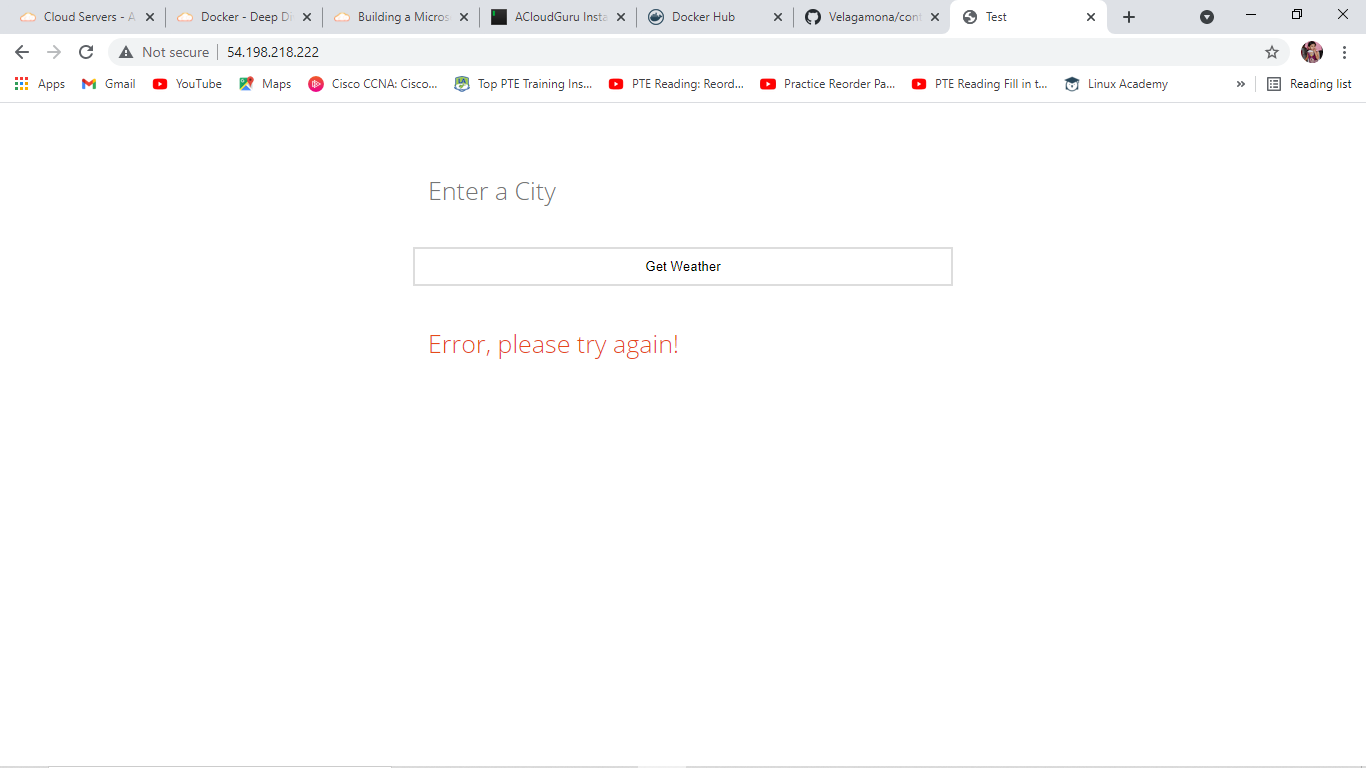 Cloud Servers - A
Docker - Deep Di
Building a Micros
ACloudGuru Insta
Docker Hub
Velagamona/cont
Test
Not secure
54.198.218.222
Apps
Gmail
YouTube
Maps
Cisco CCNA: Cisco...
Top PTE Training Ins...
PTE Reading: Reord...
Practice Reorder Pa...
PTE Reading Fill in t...
Linux Academy
»
Reading list
Enter a City
Get Weather
Error, please try again!